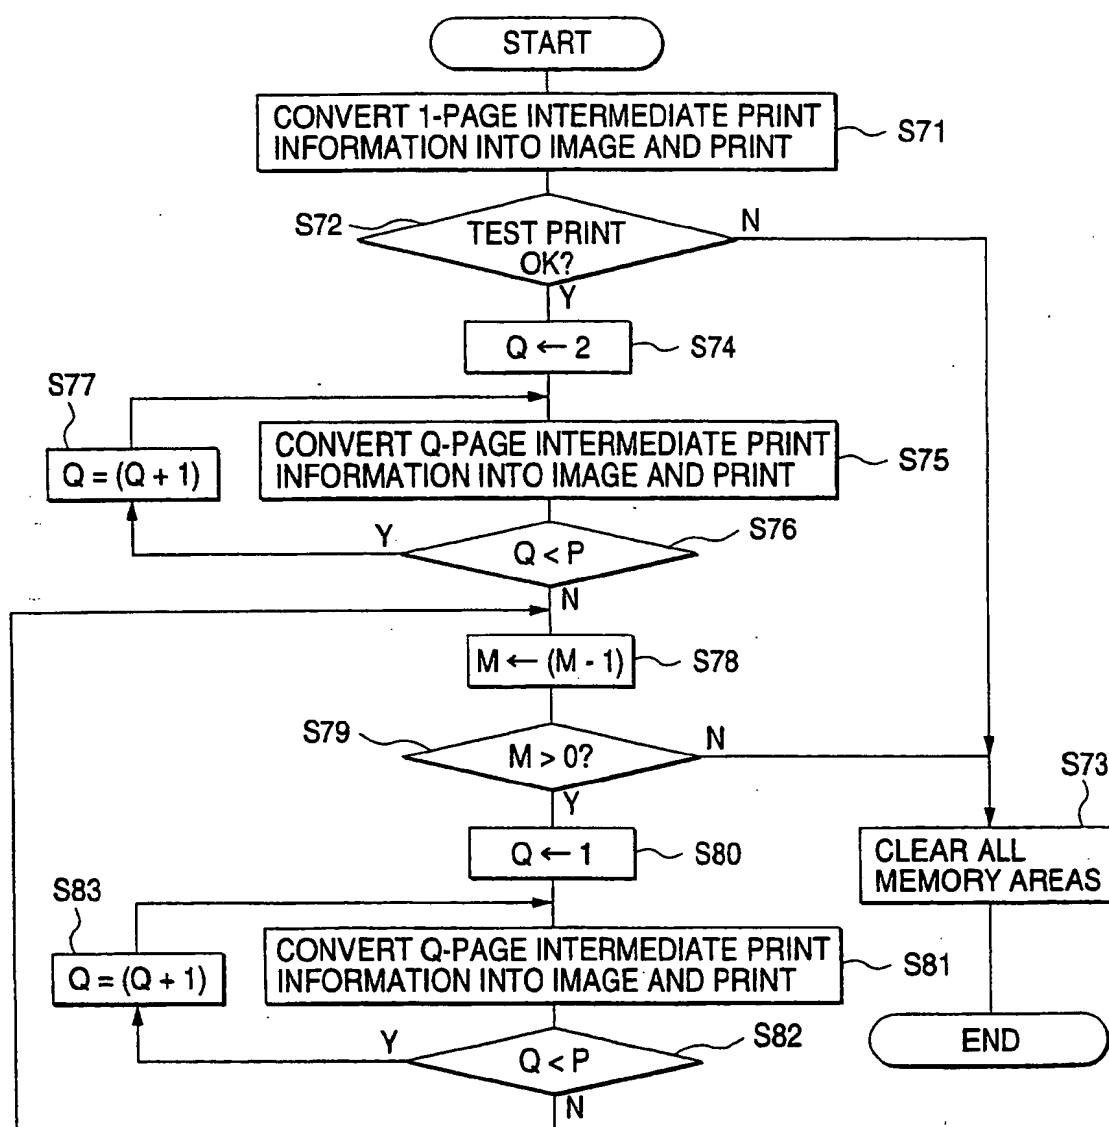 START
CONVERT 1-PAGE INTERMEDIATE PRINT
INFORMATION INTO IMAGE AND PRINT
S71
S72
TEST PRINT
OK?
N
Y
Q ← 2
S74
S77
Q = (Q + 1)
CONVERT Q-PAGE INTERMEDIATE PRINT
INFORMATION INTO IMAGE AND PRINT
S75
Y
Q < P
S76
N
M ← (M - 1)
S78
S79
M > 0?
N
Y
S73
CLEAR ALL
MEMORY AREAS
Q ← 1
S80
S83
Q = (Q + 1)
CONVERT Q-PAGE INTERMEDIATE PRINT
INFORMATION INTO IMAGE AND PRINT
S81
END
Y
Q < P
S82
N